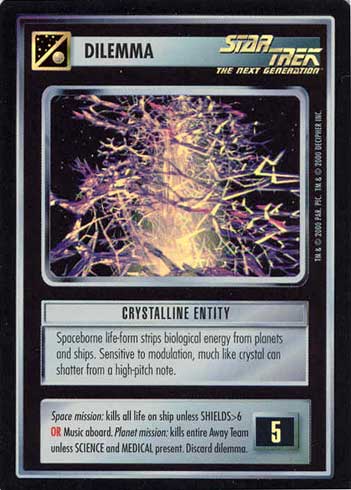 DILEMMA
STAR TREK
THE NEXT GENERATION
TM & © 2000 PAR. PIC. TM & © 2000 DECIPHER INC.
CRYSTALLINE ENTITY
Spaceborne life-form strips biological energy from planets
and ships. Sensitive to modulation, much like crystal can
shatter from a high-pitch note.
Space mission: kills all life on ship unless SHIELDS>6
OR Music aboard. Planet mission: kills entire Away Team
unless SCIENCE and MEDICAL present. Discard dilemma.
5